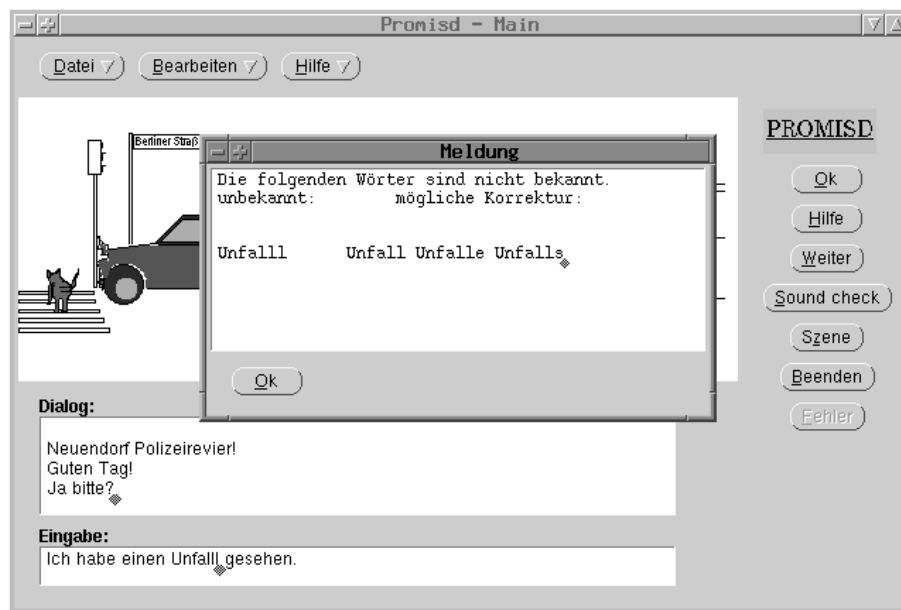 Promisd - Main
Datei Bearbeiten Hilfe
Berliner Straß
PROMISD
Meldung
Die folgenden Wörter sind nicht bekannt.
unbekannt: mögliche Korrektur:
Unfalll Unfall Unfalle Unfalls
Ok
Ok
Hilfe
Weiter
Sound check
Szene
Beenden
Fehler
Dialog:
Neuendorf Polizeirevier!
Guten Tag!
Ja bitte?
Eingabe:
Ich habe einen Unfalll gesehen.